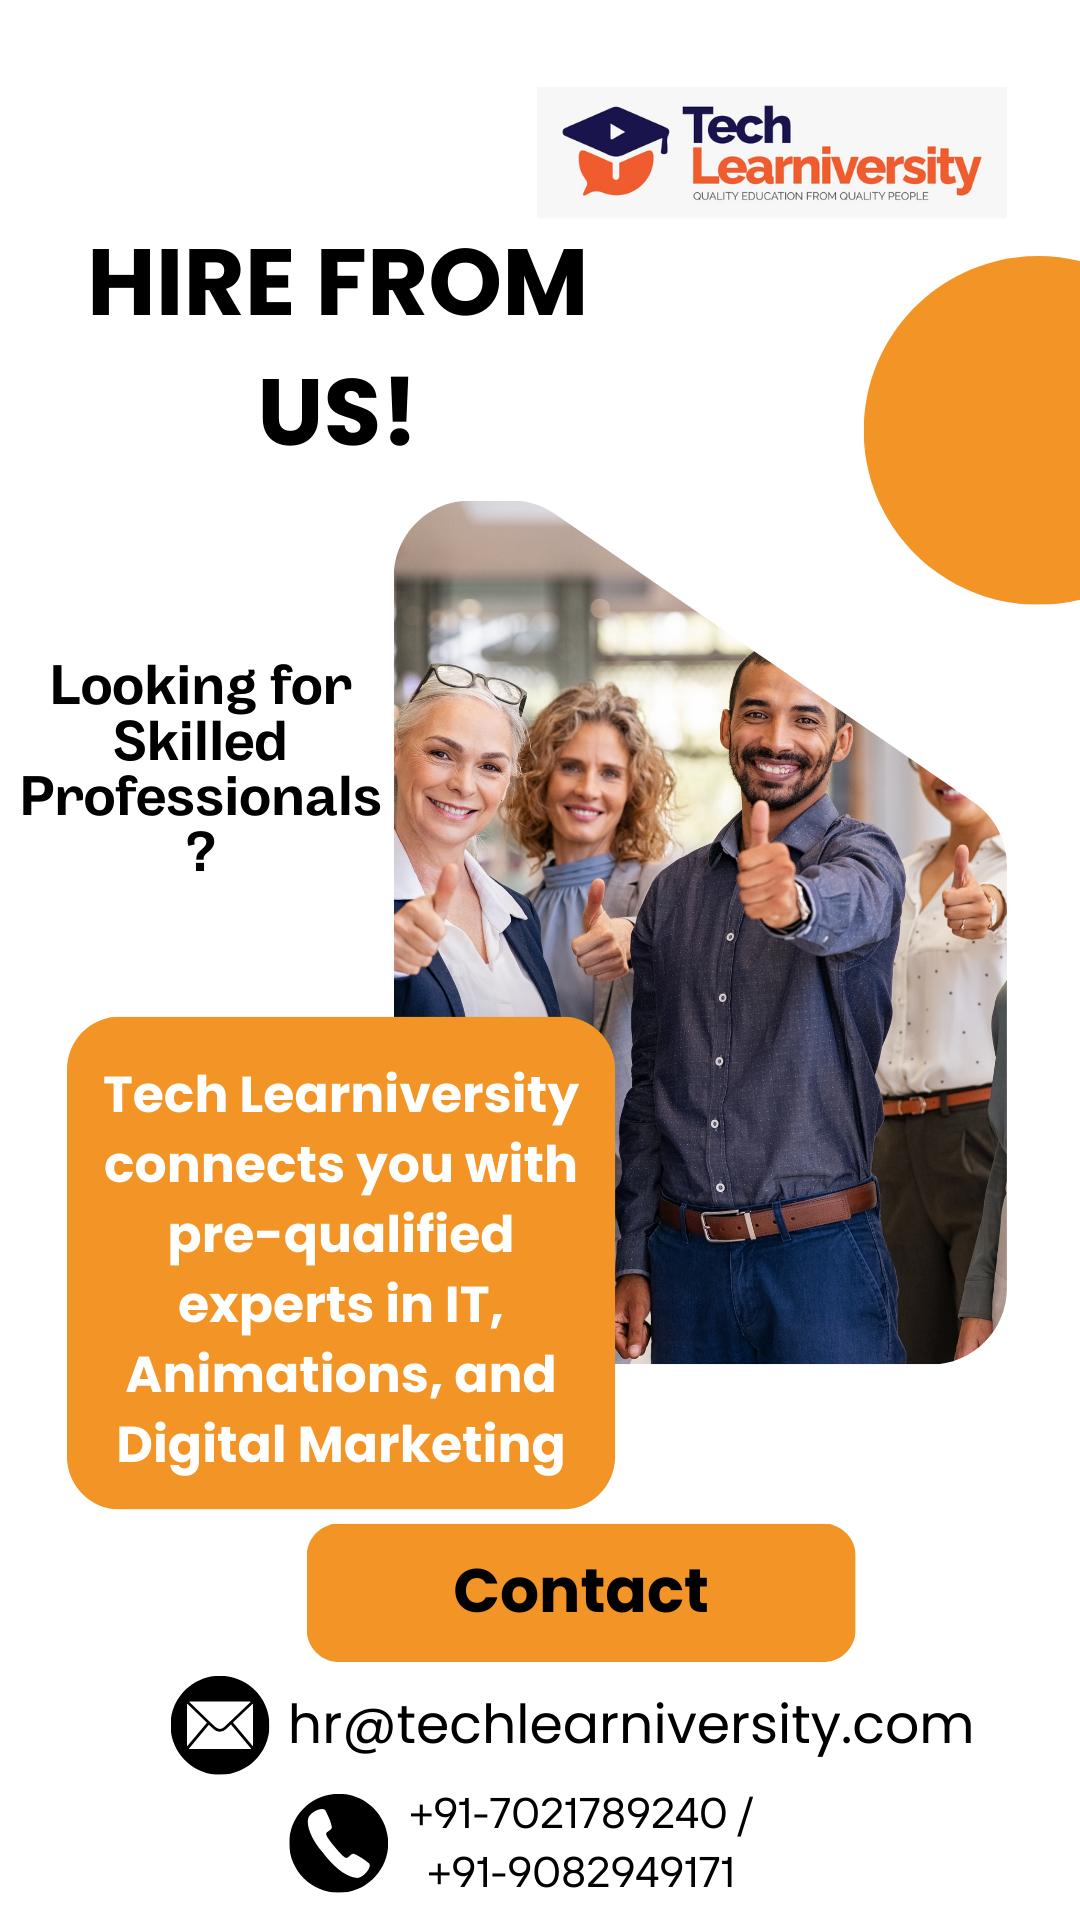 Tech
Learniversity
QUALITY EDUCATION FROM QUALITY PEOPLE
HIRE FROM
US!
Looking for
Skilled
Professionals
?
Tech Learniversity
connects you with
pre-qualified
experts in IT,
Animations, and
Digital Marketing
Contact
hr@techlearniversity.com
+91-7021789240 /
+91-9082949171